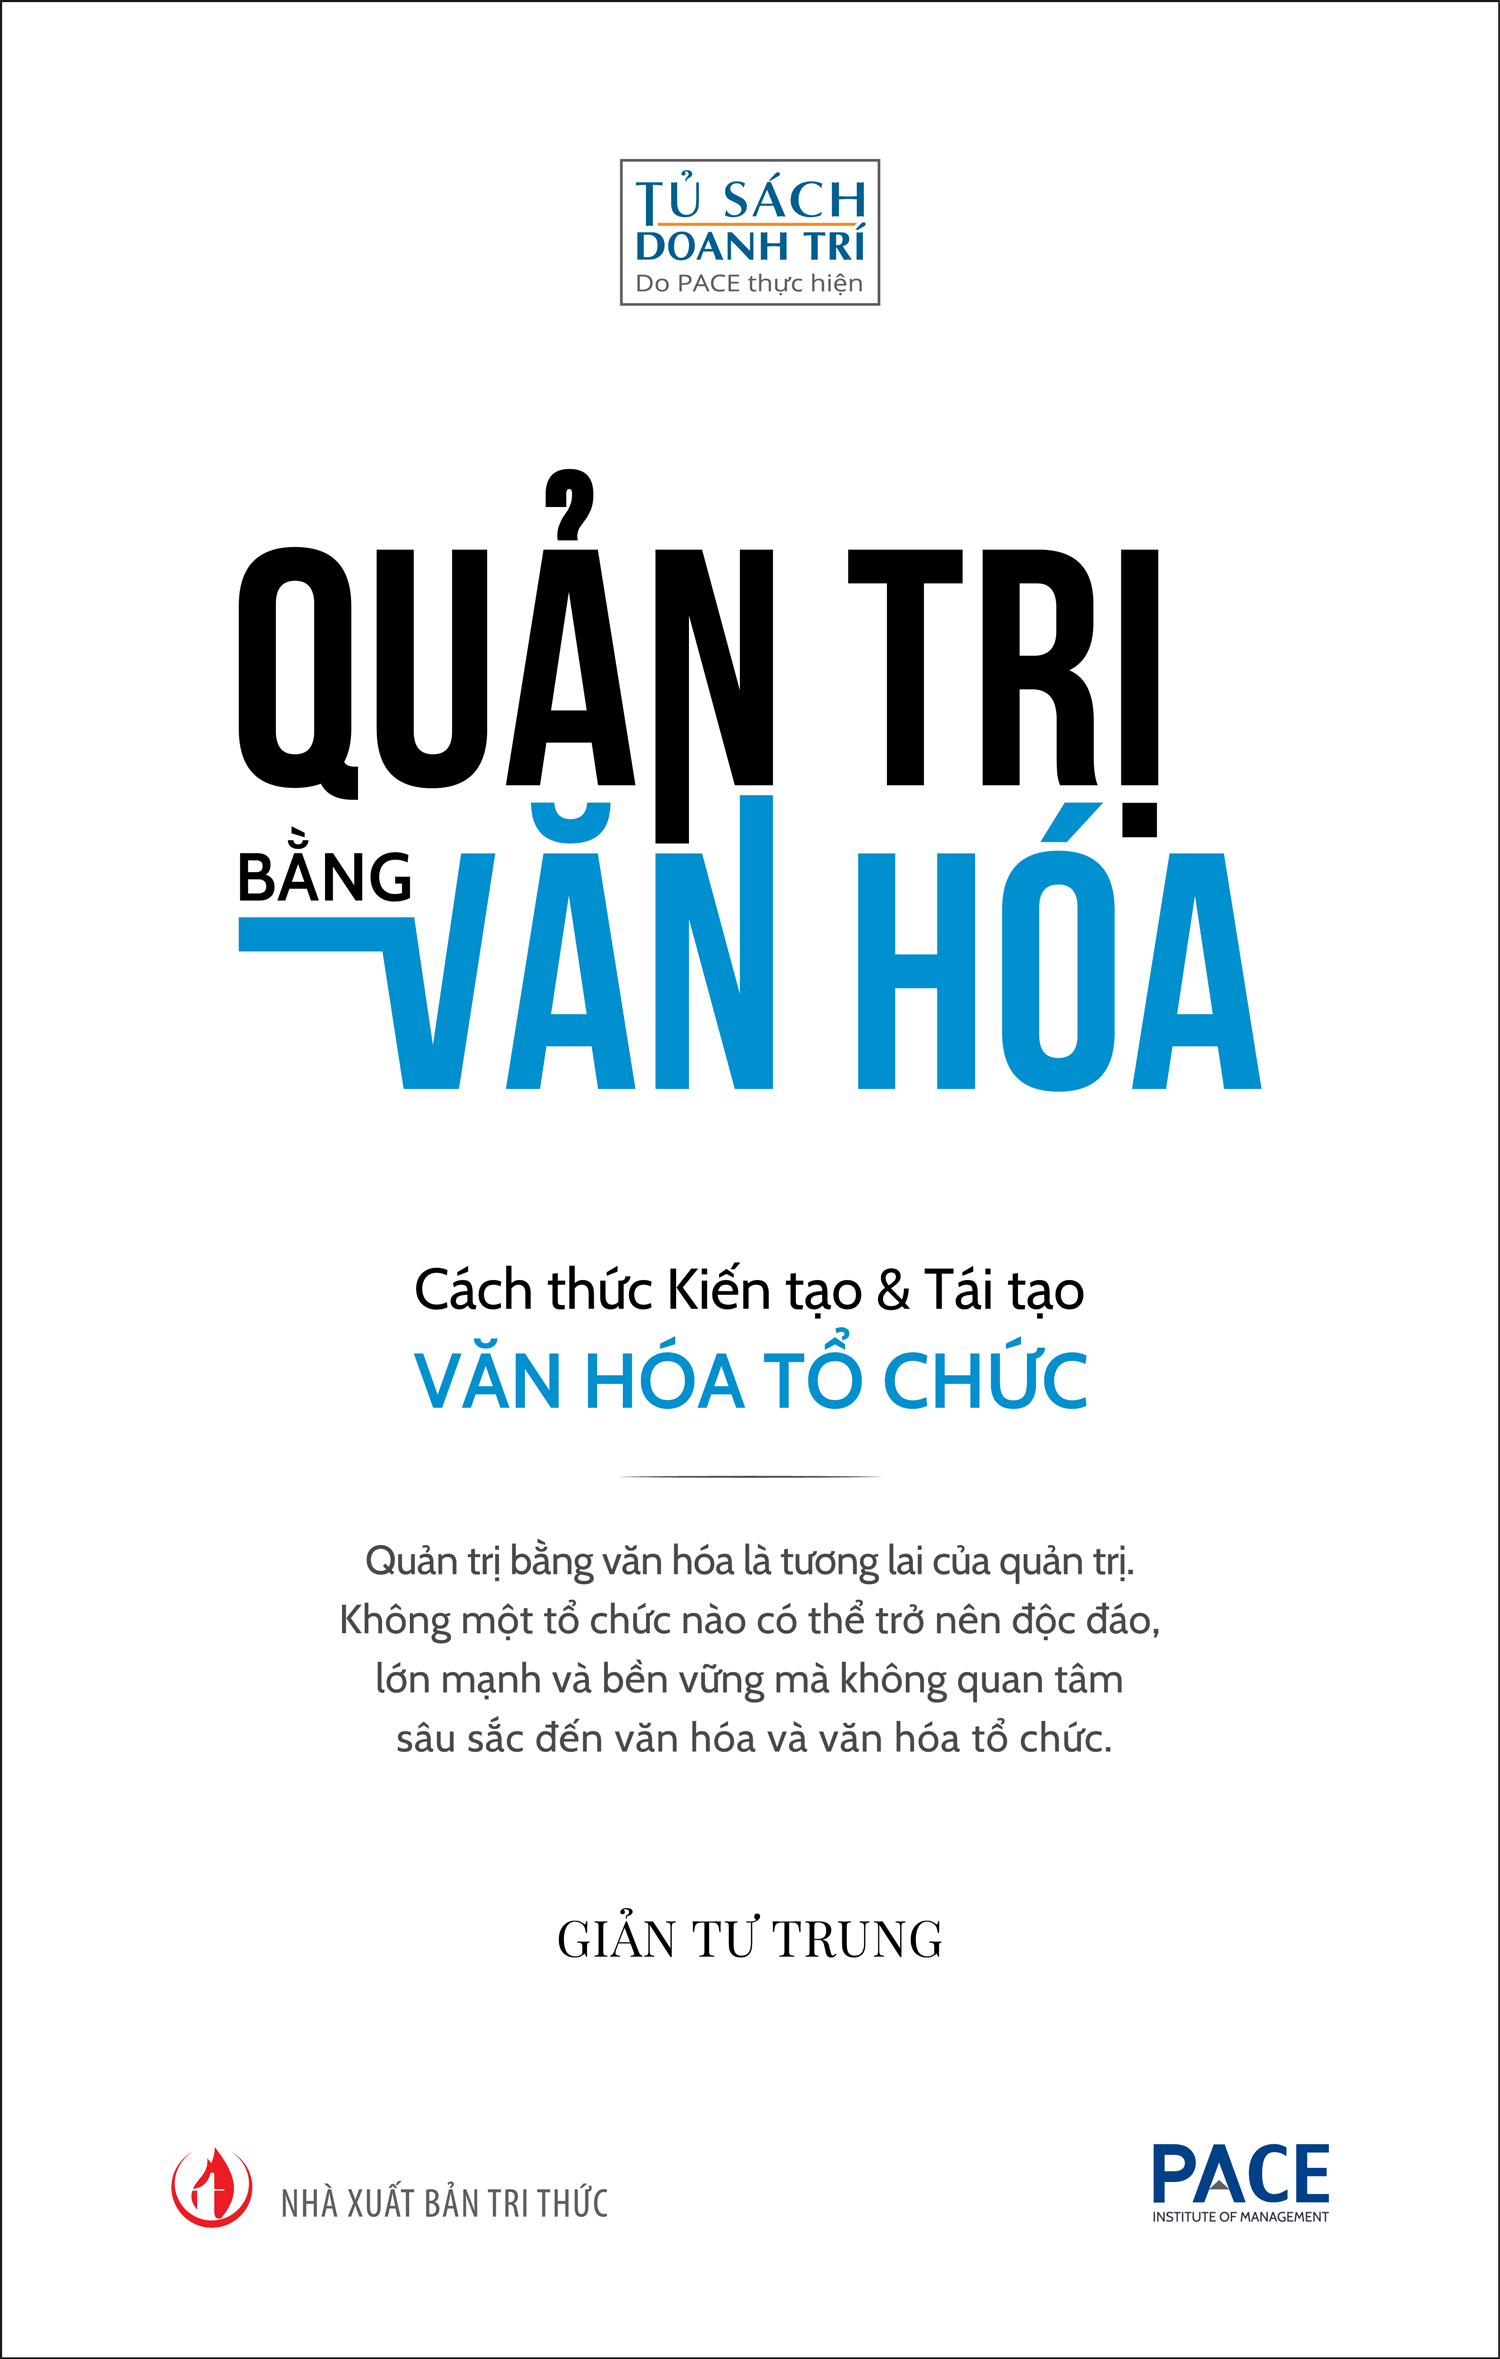 TỦ SÁCH
DOANH TRÍ
Do PACE thực hiện
QUẢN TRỊ
BẰNG
VĂN HÓA
Cách thức Kiến tạo & Tái tạo
VĂN HÓA TỔ CHỨC
Quản trị bằng văn hóa là tương lai của quản trị.
Không một tổ chức nào có thể trở nên độc đáo,
lớn mạnh và bền vững mà không quan tâm
sâu sắc đến văn hóa và văn hóa tổ chức.
GIẢN TƯ TRUNG
NHÀ XUẤT BẢN TRI THỨC
PACE
INSTITUTE OF MANAGEMENT